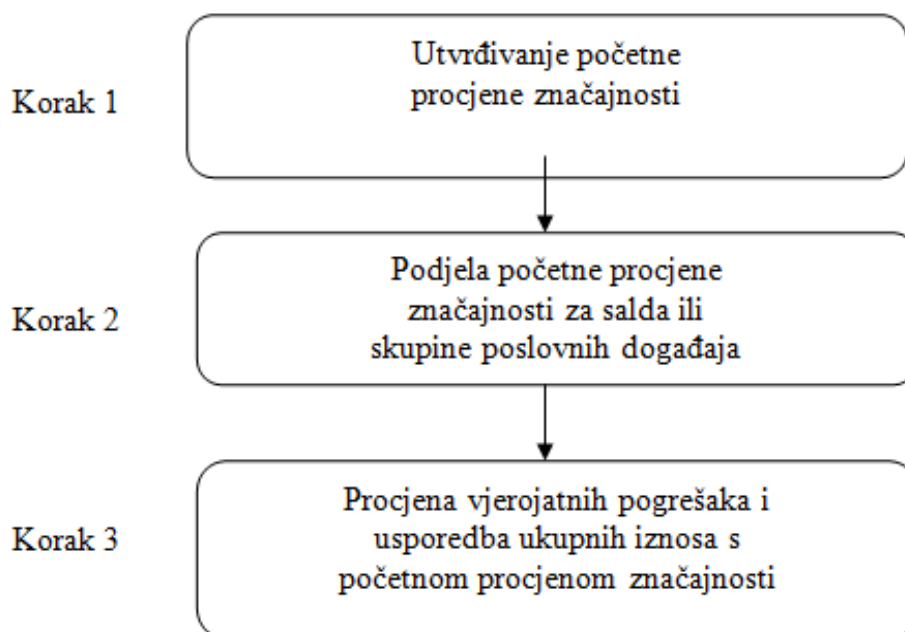 Korak 1
Utvrđivanje početne
procjene značajnosti
Korak 2
Podjela početne procjene
značajnosti za salda ili
skupine poslovnih događaja
Korak 3
Procjena vjerojatnih pogrešaka i
usporedba ukupnih iznosa s
početnom procjenom značajnosti